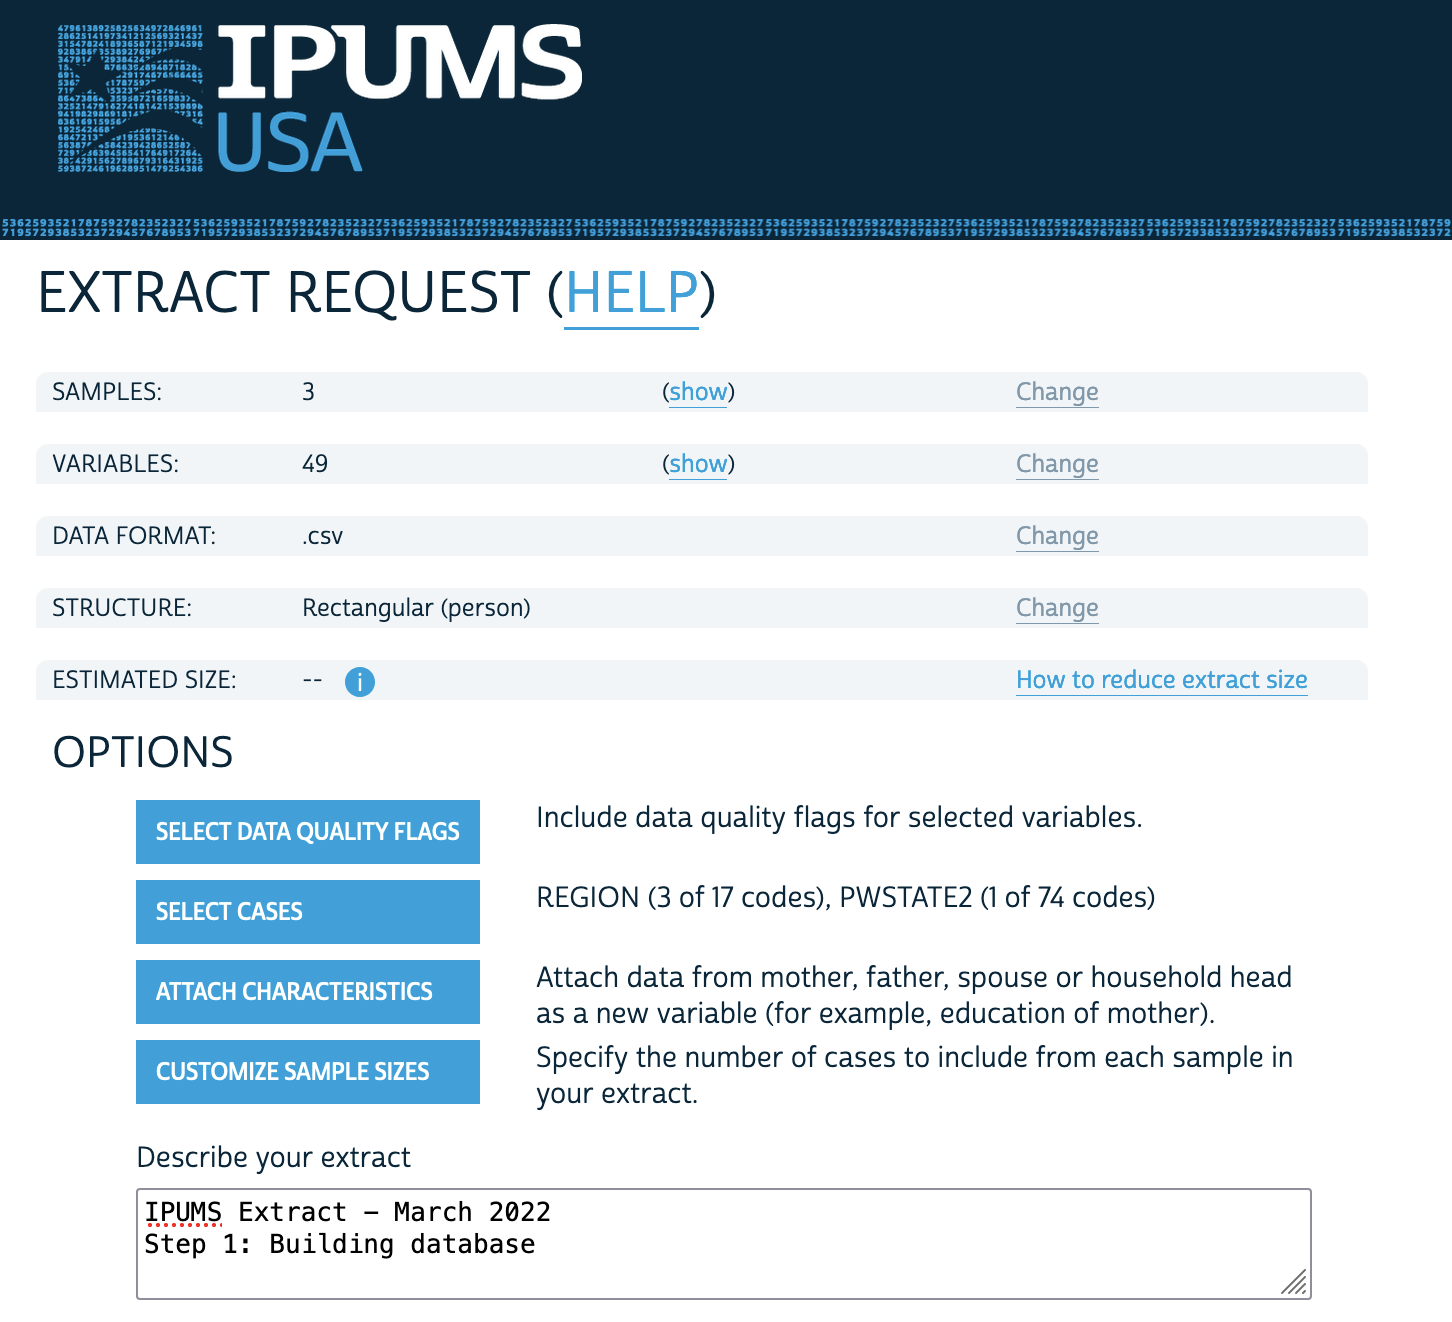 IPUMS
USA
EXTRACT REQUEST (HELP)
SAMPLES: 3 (show) Change
VARIABLES: 49 (show) Change
DATA FORMAT: .csv Change
STRUCTURE: Rectangular (person) Change
ESTIMATED SIZE: -- i How to reduce extract size
OPTIONS
SELECT DATA QUALITY FLAGS Include data quality flags for selected variables.
SELECT CASES REGION (3 of 17 codes), PWSTATE2 (1 of 74 codes)
ATTACH CHARACTERISTICS Attach data from mother, father, spouse or household head
as a new variable (for example, education of mother).
CUSTOMIZE SAMPLE SIZES Specify the number of cases to include from each sample in
your extract.
Describe your extract
IPUMS Extract – March 2022
Step 1: Building database